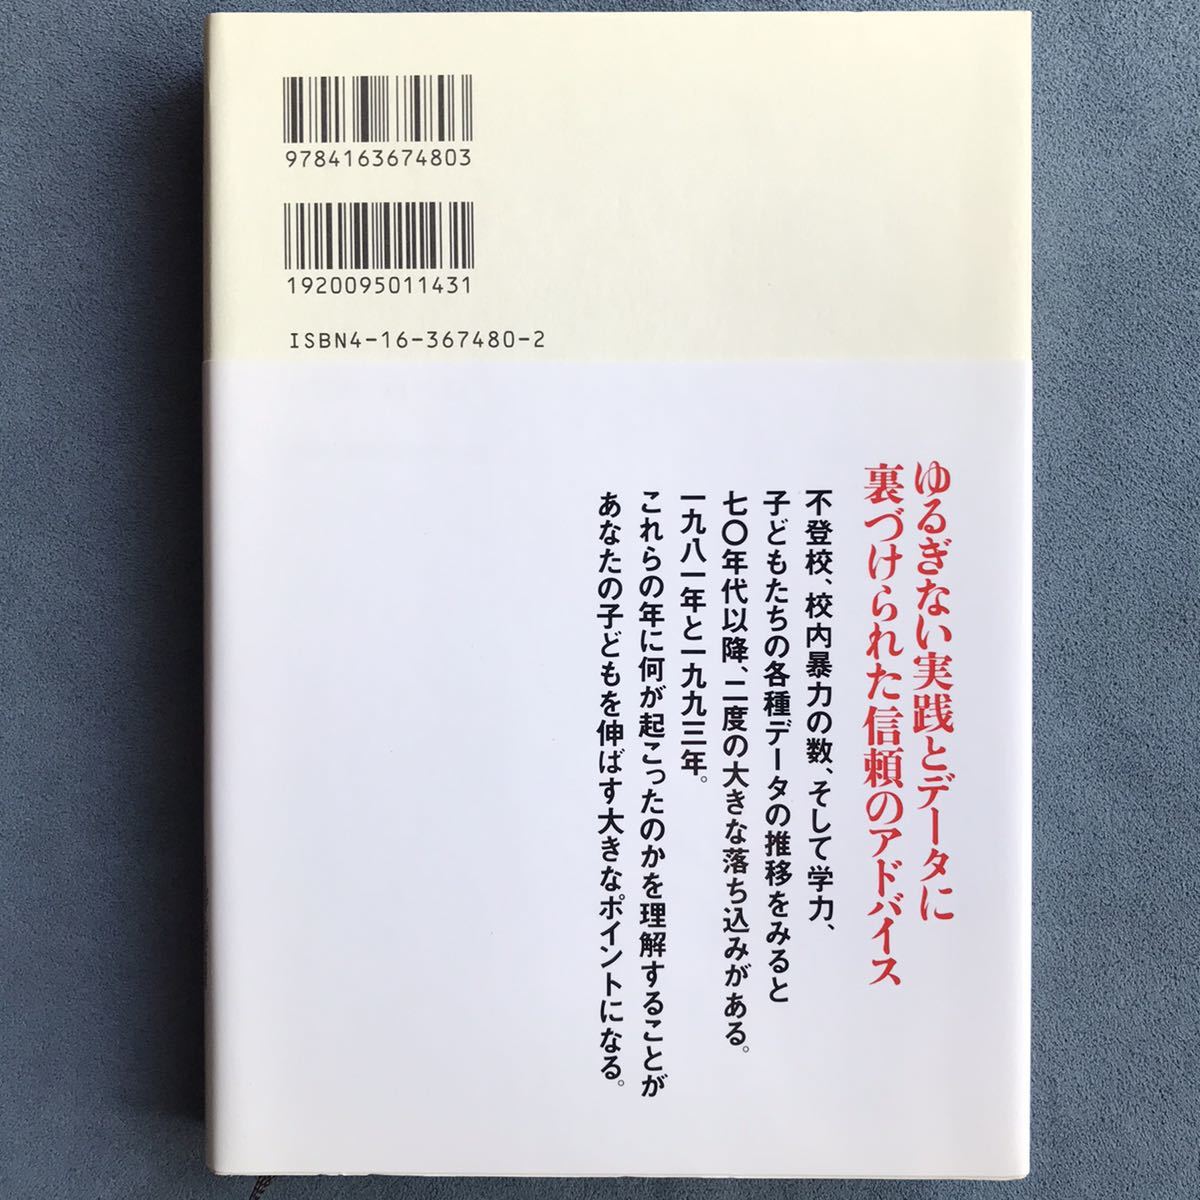 9784163674803
1920095011431
ISBN4-16-367480-2
ゆるぎない実践とデータに
裏づけられた信頼のアドバイス
不登校、校内暴力の数、そして学力、
子どもたちの各種データの推移をみると
七〇年代以降、二度の大きな落ち込みがある。
一九八一年と一九九三年。
これらの年に何が起こったのかを理解することが
あなたの子どもを伸ばす大きなポイントになる。